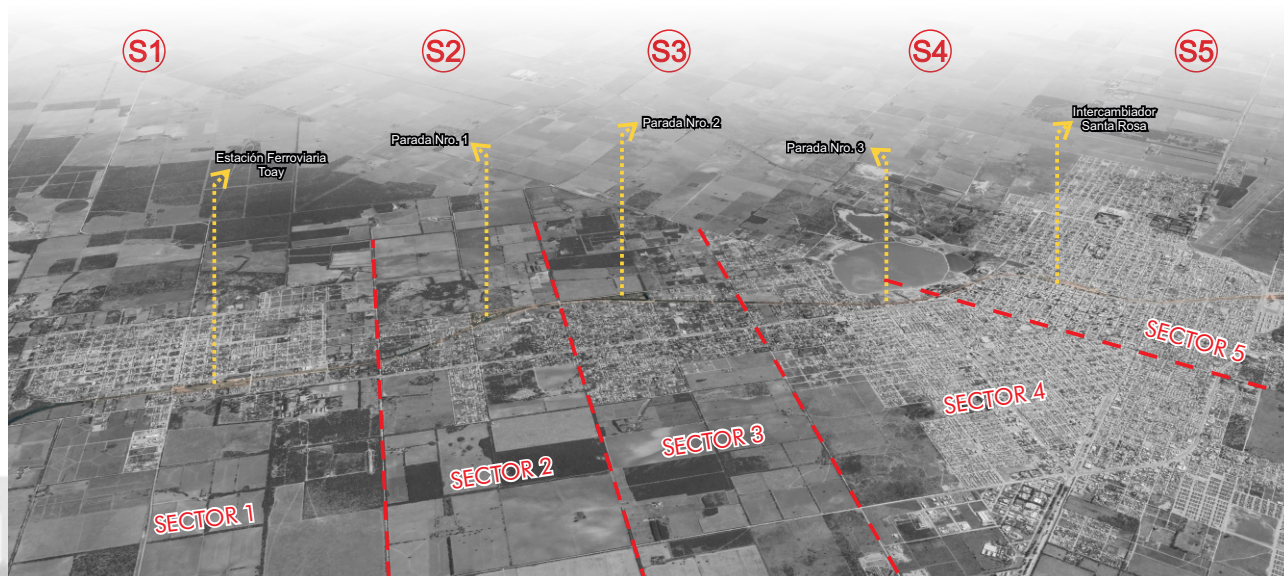 S1
S2
S3
S4
S5
Estación Ferroviaria
Toay
Parada Nro. 1
Parada Nro. 2
Parada Nro. 3
Intercambiador
Santa Rosa
SECTOR 1
SECTOR 2
SECTOR 3
SECTOR 4
SECTOR 5